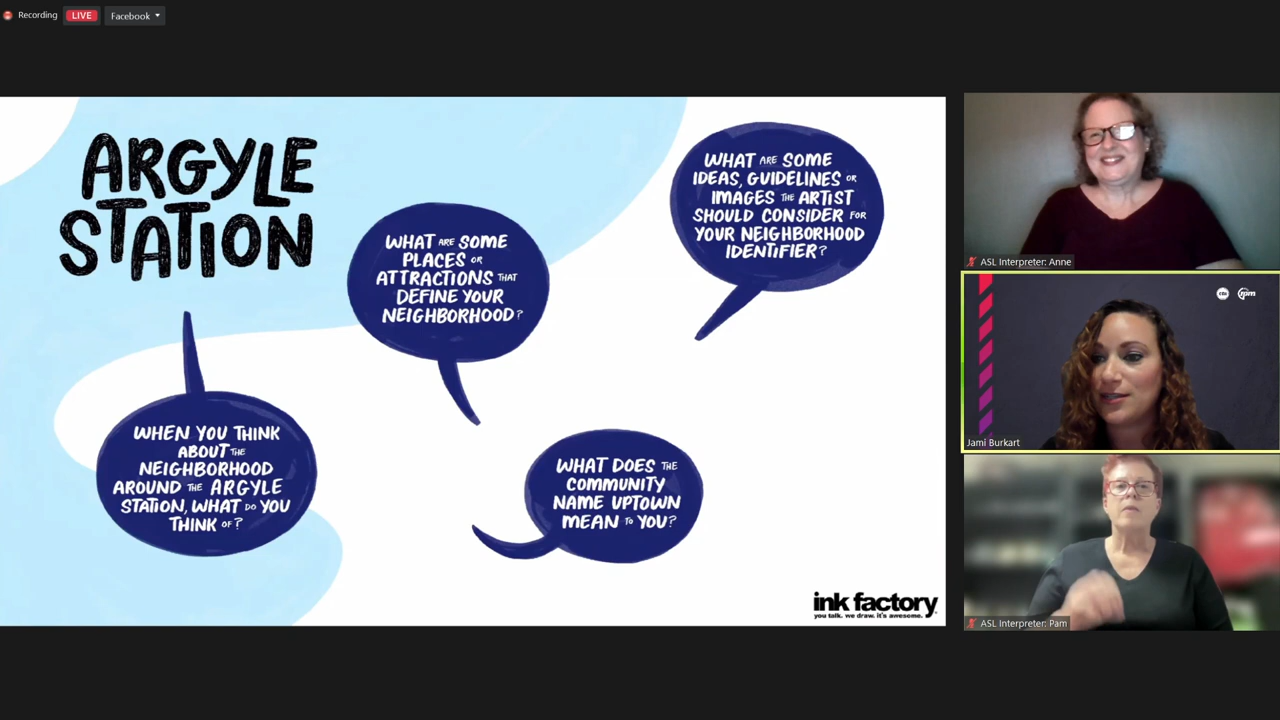 Recording
LIVE
Facebook
ARGYLE
STATION
WHAT ARE SOME
PLACES OR
ATTRACTIONS THAT
DEFINE YOUR
NEIGHBORHOOD?
WHAT ARE SOME
IDEAS, GUIDELINES OR
IMAGES THE ARTIST
SHOULD CONSIDER FOR
YOUR NEIGHBORHOOD
IDENTIFIER?
WHEN YOU THINK
ABOUT THE
NEIGHBORHOOD
AROUND THE ARGYLE
STATION, WHAT DO YOU
THINK OF?
WHAT DOES THE
COMMUNITY
NAME UPTOWN
MEAN TO YOU?
ink factory
you talk. we draw. it's awesome.
ASL Interpreter: Anne
cta
rpm
Jami Burkart
ASL Interpreter: Pam